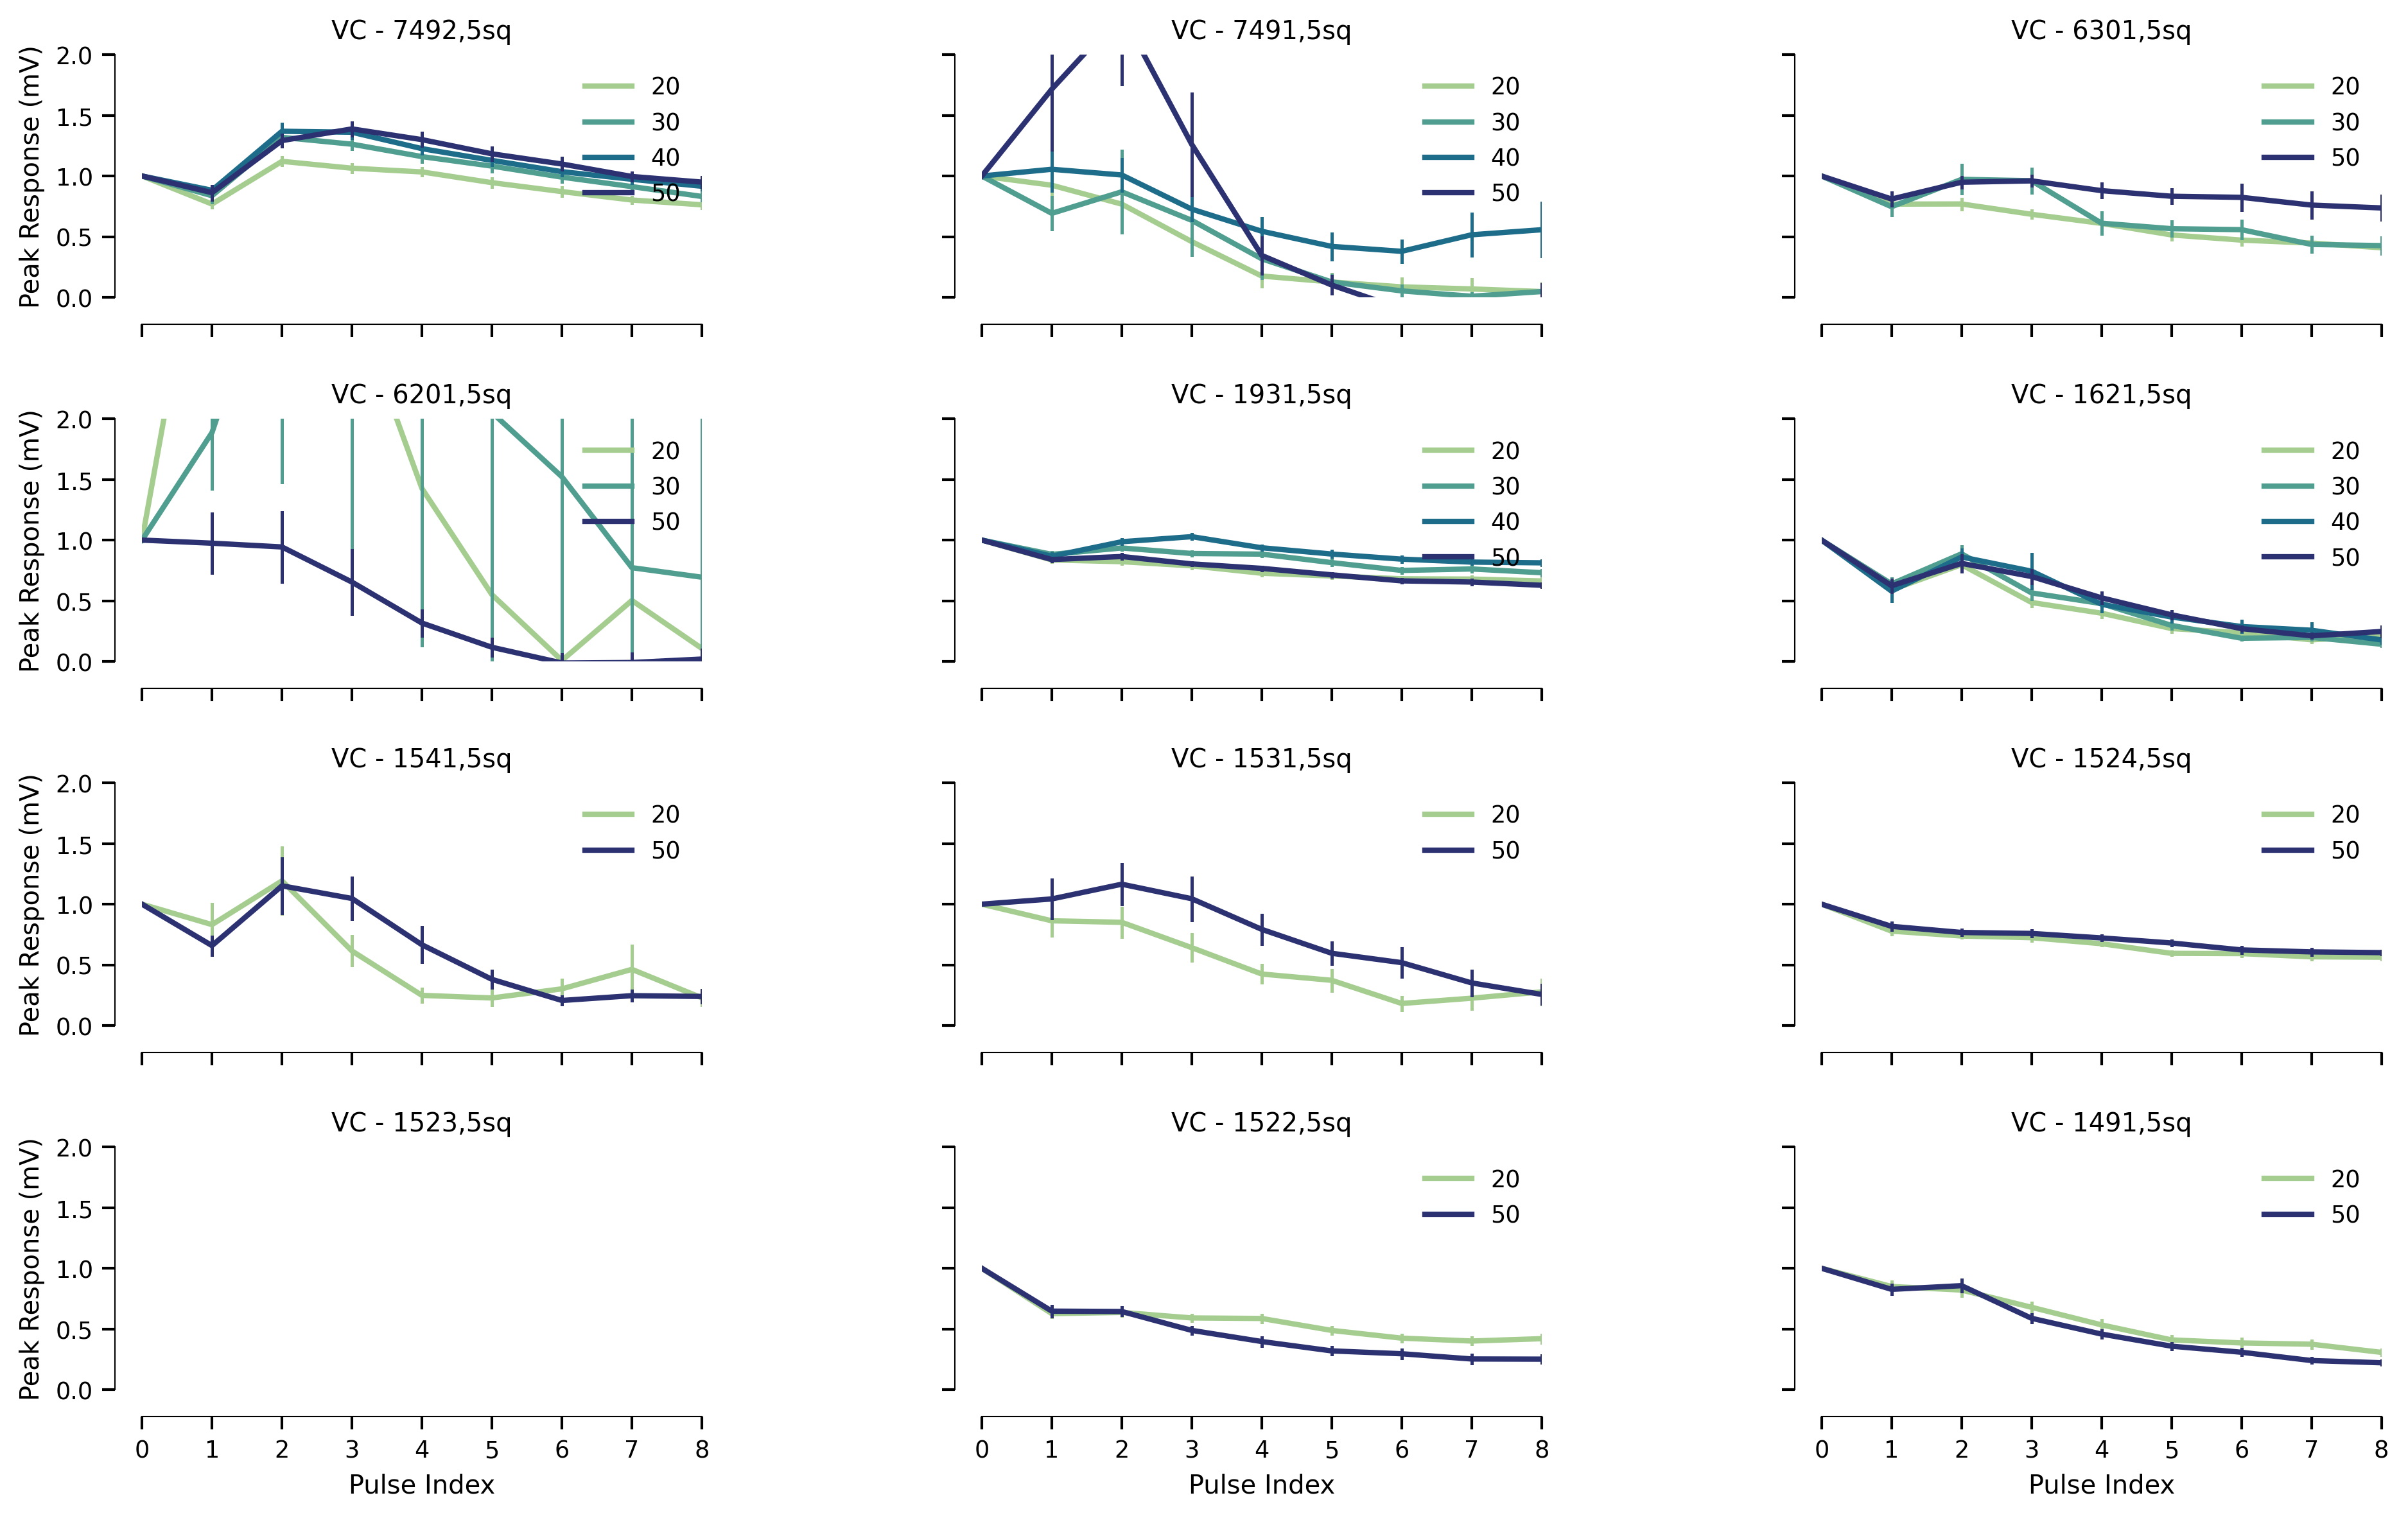 VC - 7492,5sq
Peak Response (mV)
2.0
1.5
1.0
0.5
0.0
20
30
40
50
VC - 7491,5sq
20
30
40
50
VC - 6301,5sq
20
30
50
VC - 6201,5sq
Peak Response (mV)
2.0
1.5
1.0
0.5
0.0
20
30
50
VC - 1931,5sq
20
30
40
50
VC - 1621,5sq
20
30
40
50
VC - 1541,5sq
Peak Response (mV)
2.0
1.5
1.0
0.5
0.0
20
50
VC - 1531,5sq
20
50
VC - 1524,5sq
20
50
VC - 1523,5sq
Peak Response (mV)
2.0
1.5
1.0
0.5
0.0
0 1 2 3 4 5 6 7 8
Pulse Index
VC - 1522,5sq
20
50
0 1 2 3 4 5 6 7 8
Pulse Index
VC - 1491,5sq
20
50
0 1 2 3 4 5 6 7 8
Pulse Index